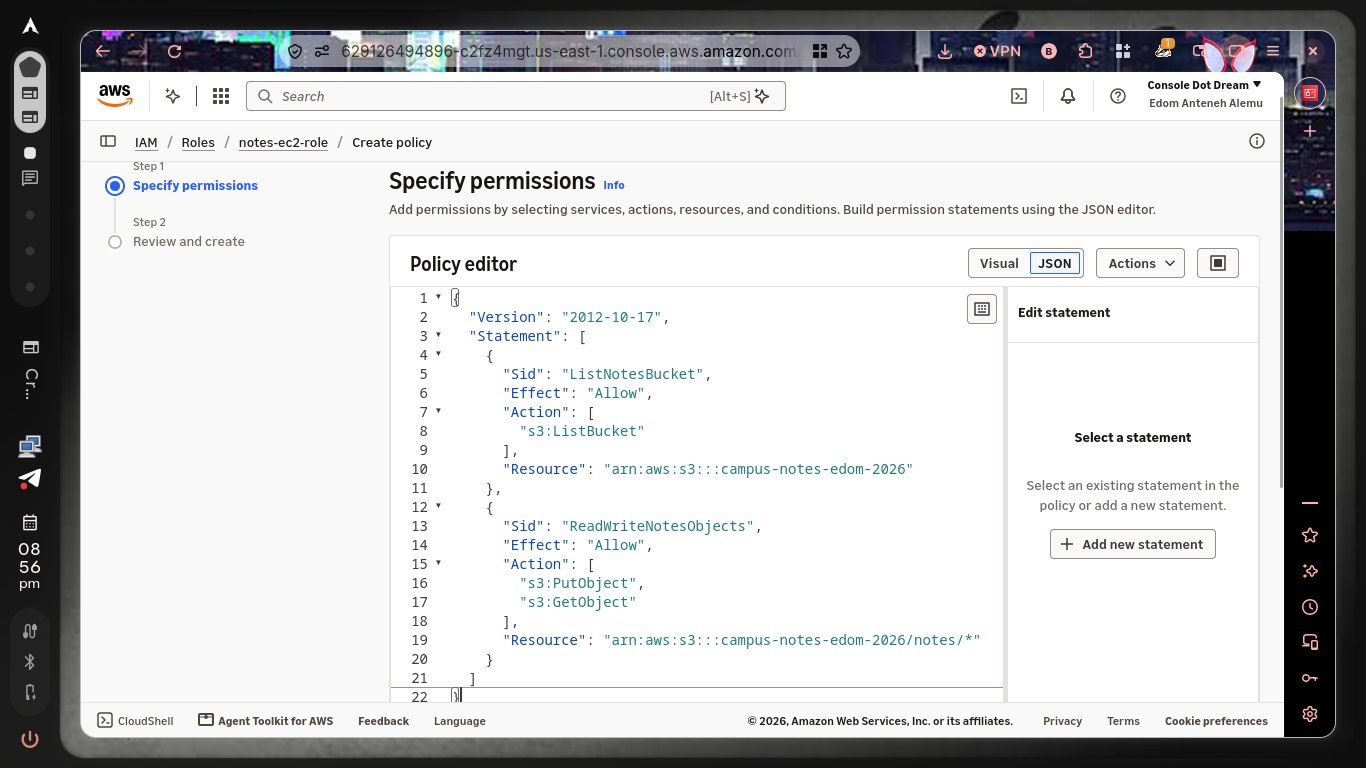 629126494896-c2fz4mgt.us-east-1.console.aws.amazon.com
VPN
B
1
aws
Search
[Alt+S]
Console Dot Dream
Edom Anteneh Alemu
IAM / Roles / notes-ec2-role / Create policy
Step 1
Specify permissions
Step 2
Review and create
Specify permissions Info
Add permissions by selecting services, actions, resources, and conditions. Build permission statements using the JSON editor.
Policy editor
Visual
JSON
Actions
1 {
2 "Version": "2012-10-17",
3 "Statement": [
4 {
5 "Sid": "ListNotesBucket",
6 "Effect": "Allow",
7 "Action": [
8 "s3:ListBucket"
9 ],
10 "Resource": "arn:aws:s3:::campus-notes-edom-2026"
11 },
12 {
13 "Sid": "ReadWriteNotesObjects",
14 "Effect": "Allow",
15 "Action": [
16 "s3:PutObject",
17 "s3:GetObject"
18 ],
19 "Resource": "arn:aws:s3:::campus-notes-edom-2026/notes/*"
20 }
21 ]
22 }
Edit statement
Select a statement
Select an existing statement in the
policy or add a new statement.
+ Add new statement
CloudShell
Agent Toolkit for AWS
Feedback
Language
© 2026, Amazon Web Services, Inc. or its affiliates.
Privacy
Terms
Cookie preferences
Cr...
08
56
pm